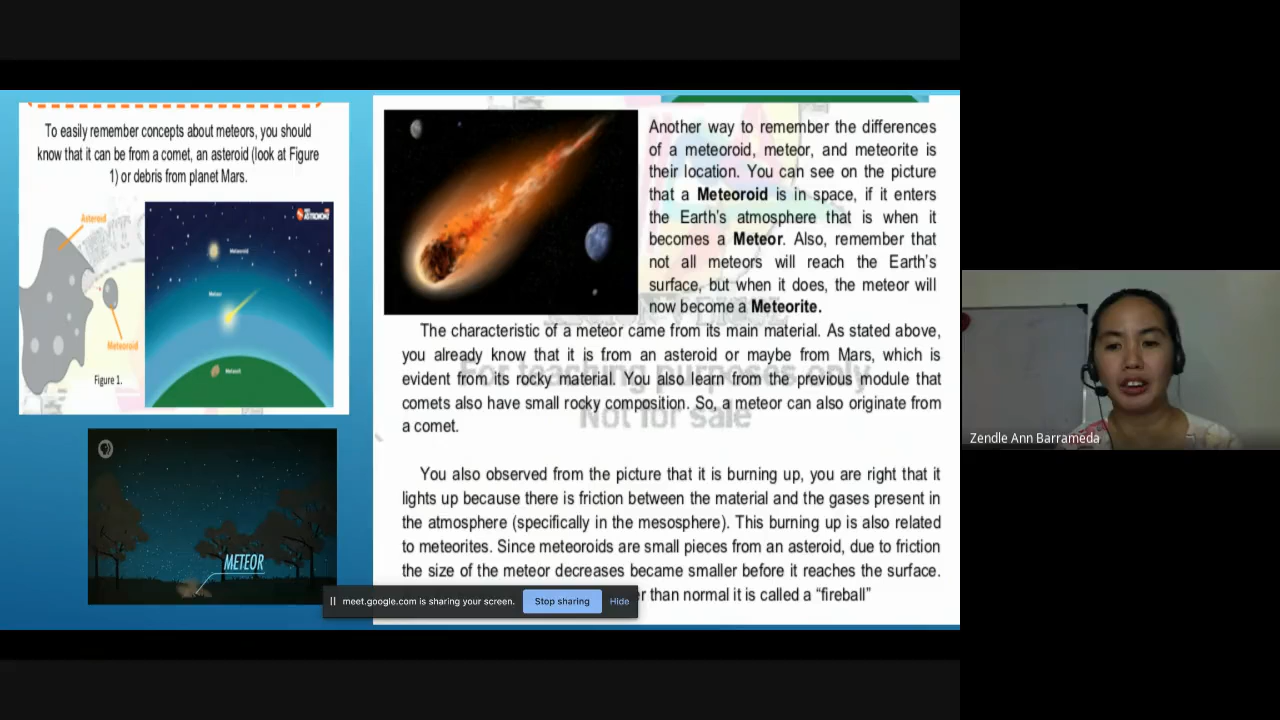 To easily remember concepts about meteors, you should
know that it can be from a comet, an asteroid (look at Figure
1) or debris from planet Mars.
Asteroid
Meteoroid
Figure 1.
Meteoroid
Meteor
METEOR
Another way to remember the differences
of a meteoroid, meteor, and meteorite is
their location. You can see on the picture
that a Meteoroid is in space, if it enters
the Earth's atmosphere that is when it
becomes a Meteor. Also, remember that
not all meteors will reach the Earth's
surface, but when it does, the meteor will
now become a Meteorite.
The characteristic of a meteor came from its main material. As stated above,
you already know that it is from an asteroid or maybe from Mars, which is
evident from its rocky material. You also learn from the previous module that
comets also have small rocky composition. So, a meteor can also originate from
a comet.
For teaching purposes only
Not for sale
You also observed from the picture that it is burning up, you are right that it
lights up because there is friction between the material and the gases present in
the atmosphere (specifically in the mesosphere). This burning up is also related
to meteorites. Since meteoroids are small pieces from an asteroid, due to friction
the size of the meteor decreases became smaller before it reaches the surface.
than normal it is called a “fireball”
meet.google.com is sharing your screen.
Stop sharing
Hide
Zendle Ann Barrameda